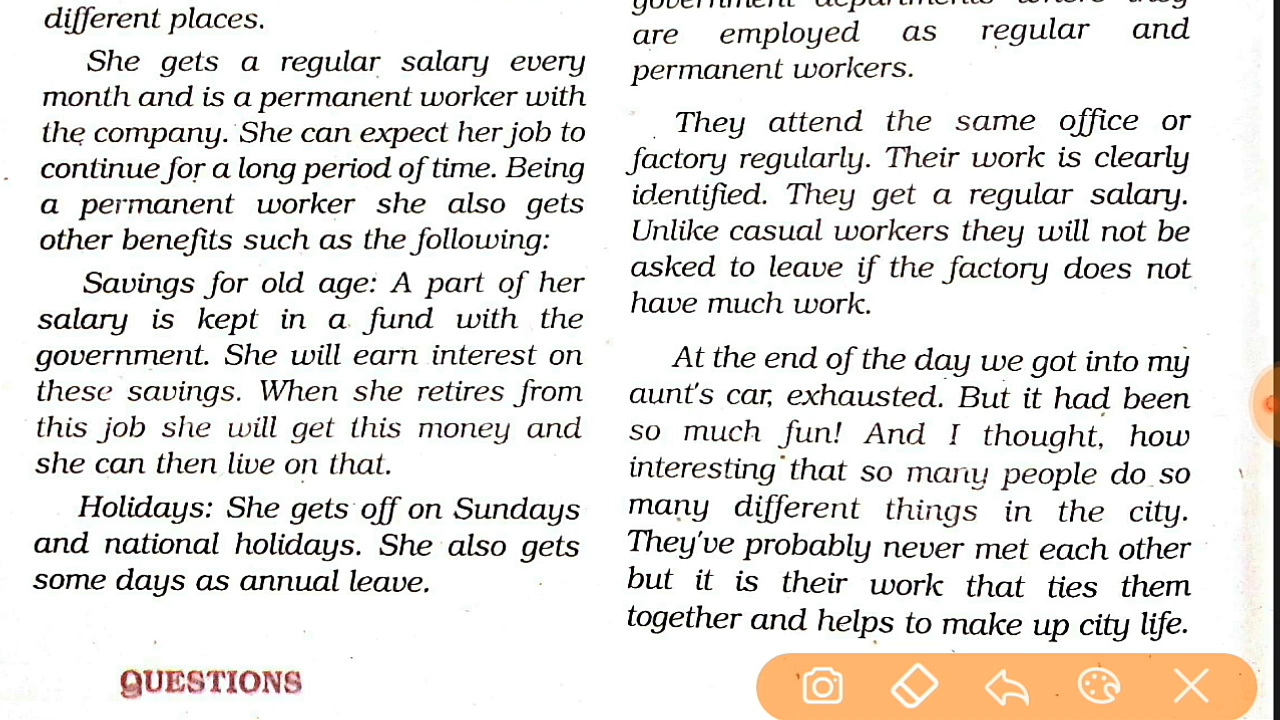 different places.
She gets a regular salary every
month and is a permanent worker with
the company. She can expect her job to
continue for a long period of time. Being
a permanent worker she also gets
other benefits such as the following:
Savings for old age: A part of her
salary is kept in a fund with the
government. She will earn interest on
these savings. When she retires from
this job she will get this money and
she can then live on that.
Holidays: She gets off on Sundays
and national holidays. She also gets
some days as annual leave.
QUESTIONS
government departments where they
are employed as regular and
permanent workers.
They attend the same office or
factory regularly. Their work is clearly
identified. They get a regular salary.
Unlike casual workers they will not be
asked to leave if the factory does not
have much work.
At the end of the day we got into my
aunt's car, exhausted. But it had been
so much fun! And I thought, how
interesting that so many people do so
many different things in the city.
They've probably never met each other
but it is their work that ties them
together and helps to make up city life.